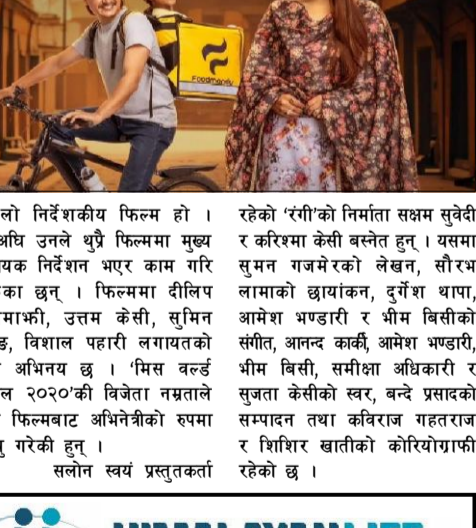 Foodmandu
लो निर्देशकीय फिल्म हो ।
अघि उनले थुप्रै फिल्ममा मुख्य
यक निर्देशन भएर काम गरि
का छन् । फिल्ममा दीलिप
माझी, उत्तम केसी, सुमिन
ङ, विशाल पहारी लगायतको
अभिनय छ । ‘मिस वर्ल्ड
ल २०२०’की विजेता नम्रताले
फिल्मबाट अभिनेत्रीको रुपमा
गरेकी हुन् ।
सलोन स्वयं प्रस्तुतकर्ता
रहेको ‘रंगी’को निर्माता सक्षम सुवेदी
र करिश्मा केसी बस्नेत हुन् । यसमा
सुमन गजमेरको लेखन, सौरभ
लामाको छायांकन, दुर्गेश थापा,
आमेश भण्डारी र भीम बिसीको
संगीत, आनन्द कार्की, आमेश भण्डारी,
भीम बिसी, समीक्षा अधिकारी र
सुजता केसीको स्वर, बन्दे प्रसादको
सम्पादन तथा कविराज गहतराज
र शिशिर खातीको कोरियोग्राफी
रहेको छ ।